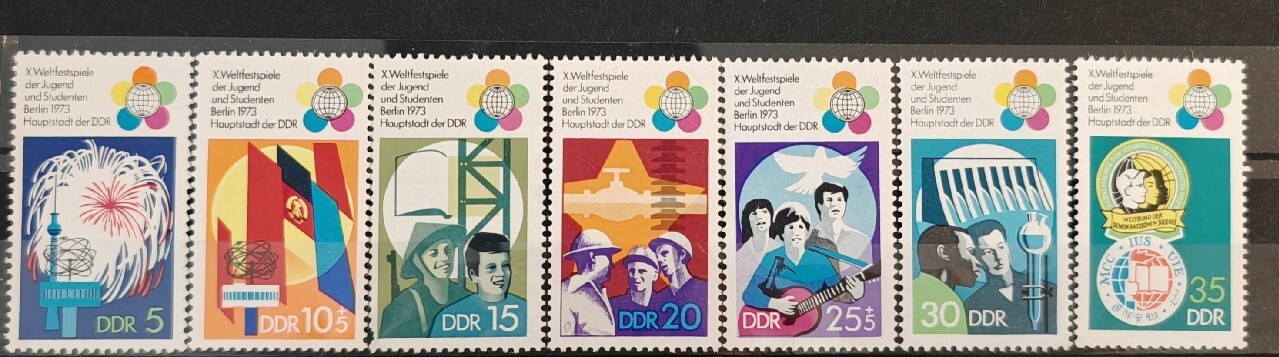 X. Weltfestspiele
der Jugend
und Studenten
Berlin 1973
Hauptstadt der DDR
DDR 5
X. Weltfestspiele
der Jugend
und Studenten
Berlin 1973
Hauptstadt der DDR
DDR 10+5
X. Weltfestspiele
der Jugend
und Studenten
Berlin 1973
Hauptstadt der DDR
DDR 15
X. Weltfestspiele
der Jugend
und Studenten
Berlin 1973
Hauptstadt der DDR
DDR 20
X. Weltfestspiele
der Jugend
und Studenten
Berlin 1973
Hauptstadt der DDR
DDR 25+5
X. Weltfestspiele
der Jugend
und Studenten
Berlin 1973
Hauptstadt der DDR
30 DDR
X. Weltfestspiele
der Jugend
und Studenten
Berlin 1973
Hauptstadt der DDR
WELTBUND DER
DEMOKRATISCHEN JUGEND
MCC · IUS · UIE
35
DDR